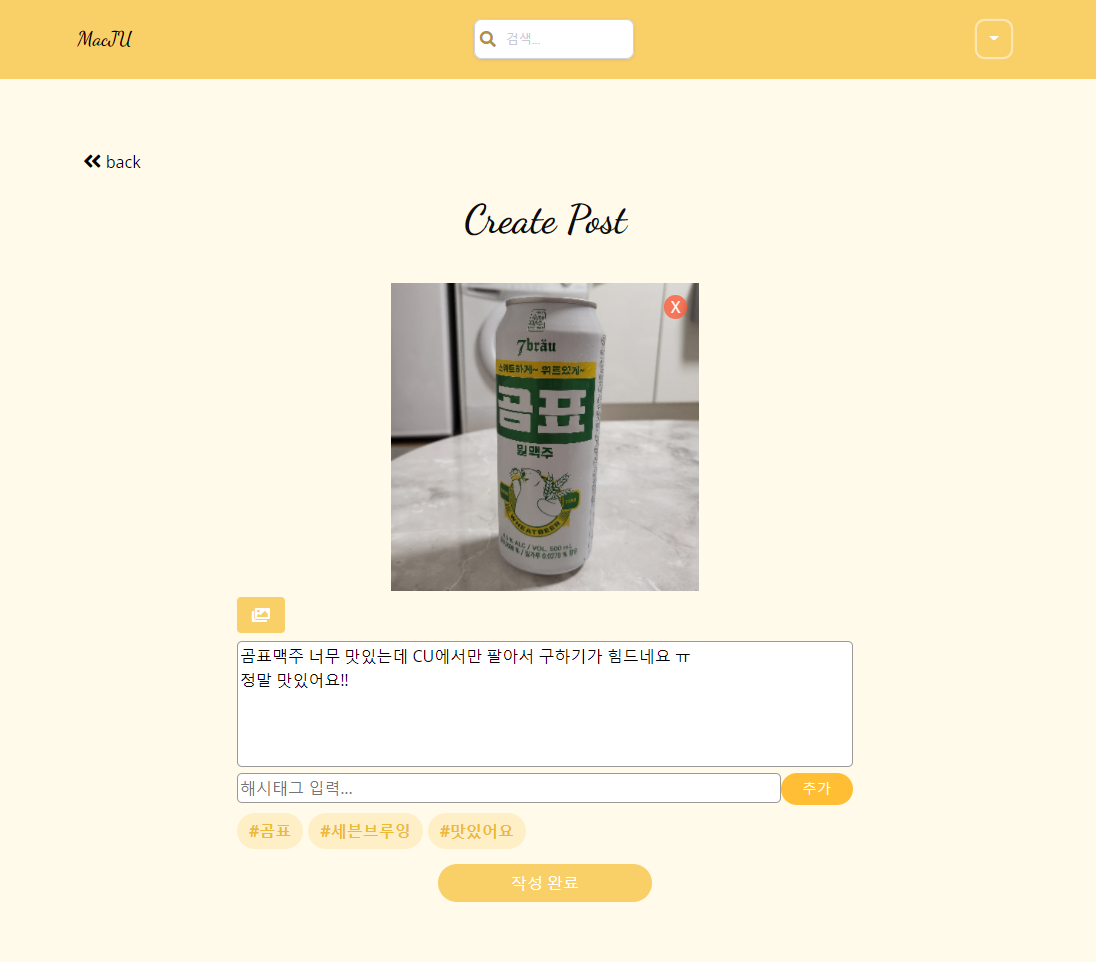 MacJU
검색...
back
Create Post
X
7bräu
스위트하게~ 위트있게~
곰표
밀맥주
WHEAT BEER
곰표맥주 너무 맛있는데 CU에서만 팔아서 구하기가 힘드네요 ㅠ
정말 맛있어요!!
해시태그 입력...
추가
#곰표 #세븐브루잉 #맛있어요
작성 완료